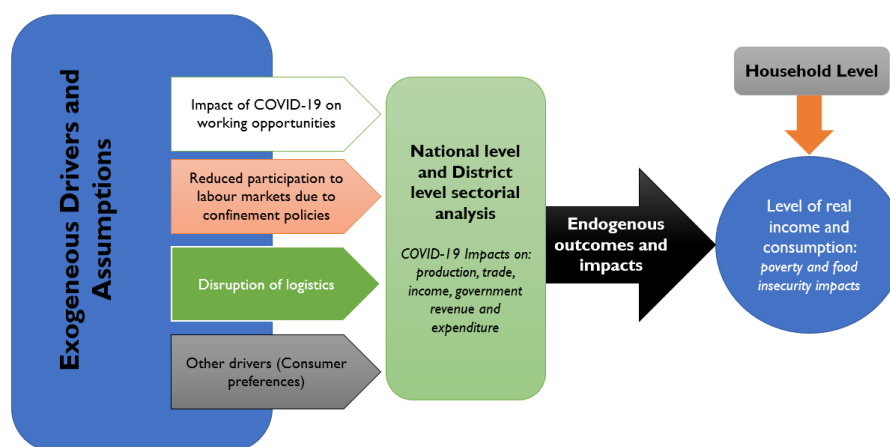 Exogeneous Drivers and
Assumptions
Impact of COVID-19 on
working opportunities
Reduced participation to
labour markets due to
confinement policies
Disruption of logistics
Other drivers (Consumer
preferences)
National level
and District
level sectorial
analysis
COVID-19 Impacts on:
production, trade,
income, government
revenue and
expenditure
Endogenous
outcomes and
impacts
Household Level
Level of real
income and
consumption:
poverty and food
insecurity impacts